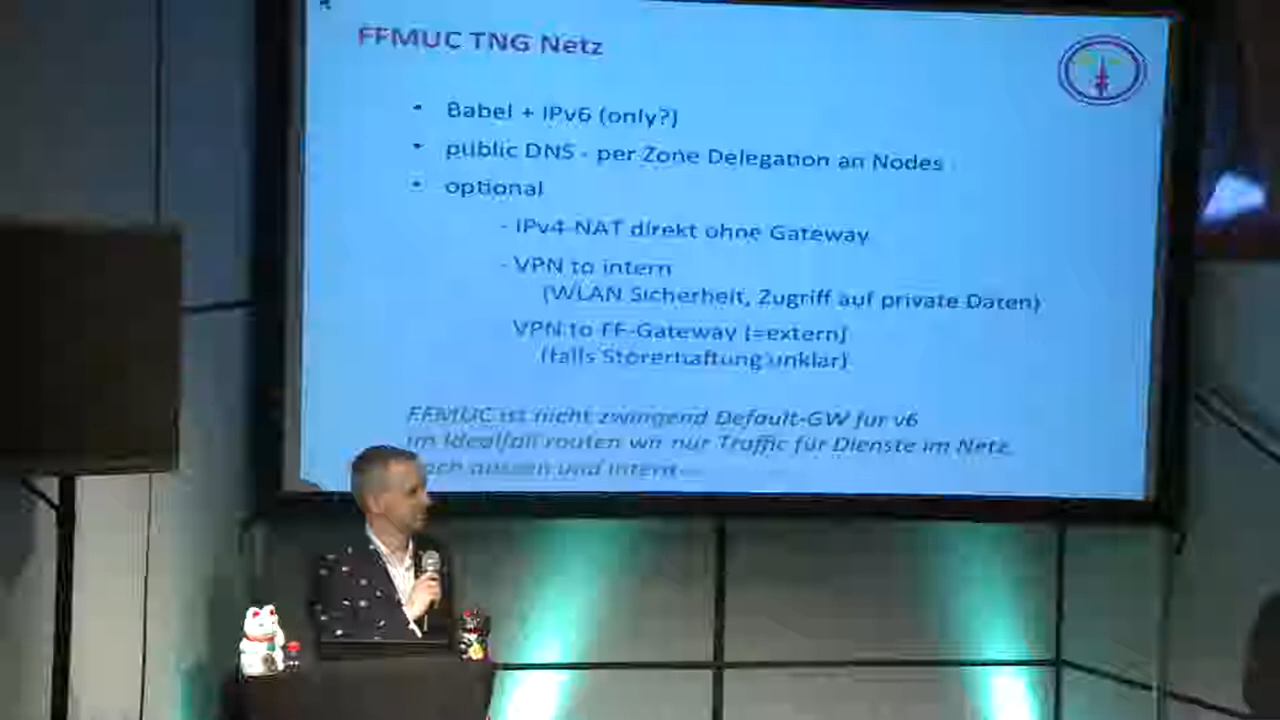 FFMUC TNG Netz
• Babel + IPv6 (only?)
• public DNS - per Zone Delegation an Nodes
• optional
- IPv4-NAT direkt ohne Gateway
- VPN to intern
(WLAN Sicherheit, Zugriff auf private Daten)
VPN to FF-Gateway (=extern)
(falls Störerhaftung unklar)
FFMUC ist nicht zwingend Default-GW für v6
im Idealfall routen wir nur Traffic für Dienste im Netz
nach aussen und intern